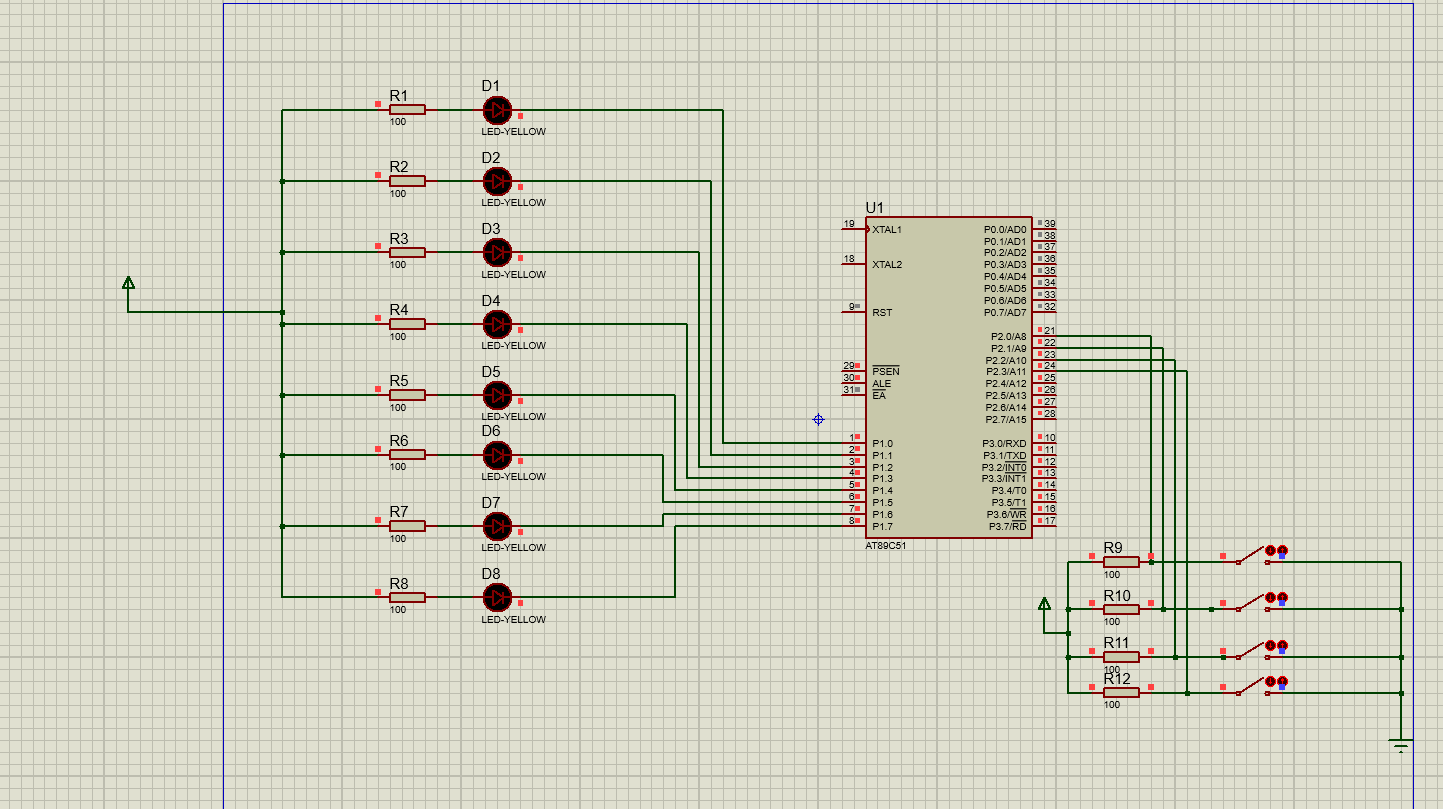 R1
100
D1
LED-YELLOW
R2
100
D2
LED-YELLOW
R3
100
D3
LED-YELLOW
R4
100
D4
LED-YELLOW
R5
100
D5
LED-YELLOW
R6
100
D6
LED-YELLOW
R7
100
D7
LED-YELLOW
R8
100
D8
LED-YELLOW
U1
19 XTAL1
18 XTAL2
9 RST
29 PSEN
30 ALE
31 EA
1 P1.0
2 P1.1
3 P1.2
4 P1.3
5 P1.4
6 P1.5
7 P1.6
8 P1.7
P0.0/AD0 39
P0.1/AD1 38
P0.2/AD2 37
P0.3/AD3 36
P0.4/AD4 35
P0.5/AD5 34
P0.6/AD6 33
P0.7/AD7 32
P2.0/A8 21
P2.1/A9 22
P2.2/A10 23
P2.3/A11 24
P2.4/A12 25
P2.5/A13 26
P2.6/A14 27
P2.7/A15 28
P3.0/RXD 10
P3.1/TXD 11
P3.2/INT0 12
P3.3/INT1 13
P3.4/T0 14
P3.5/T1 15
P3.6/WR 16
P3.7/RD 17
AT89C51
R9
100
R10
100
R11
100
R12
100